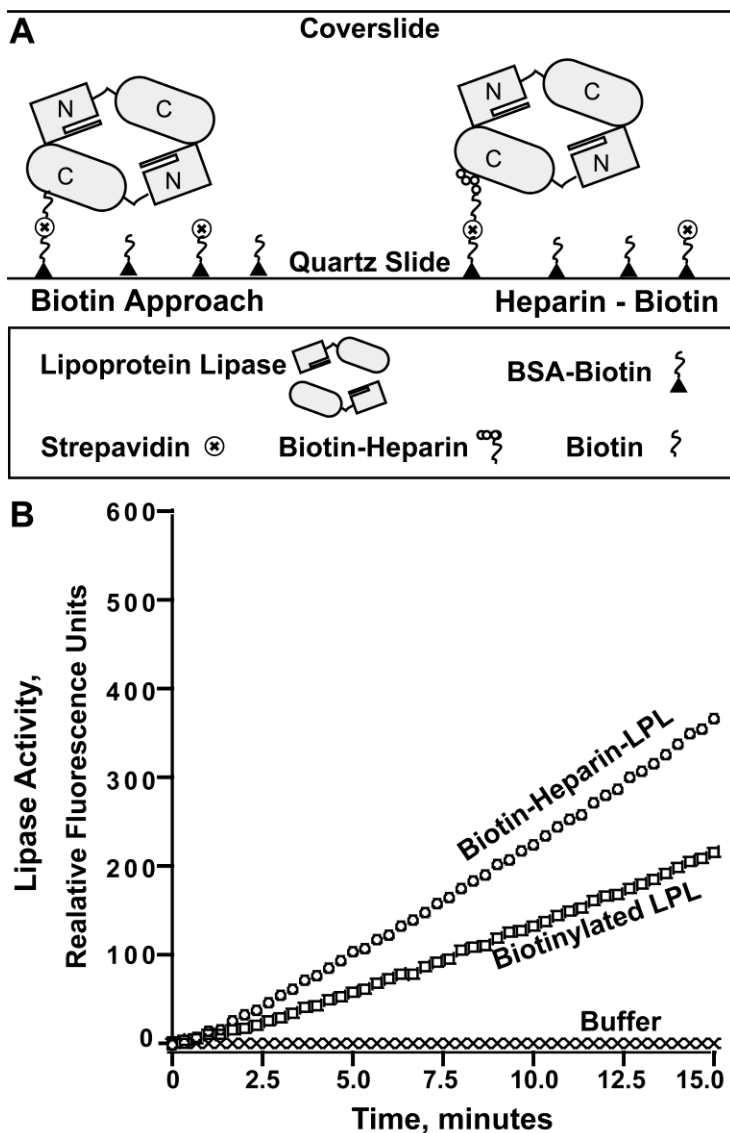 A
Coverslide
N C N C
C N C N
Quartz Slide
Biotin Approach Heparin - Biotin
Lipoprotein Lipase BSA-Biotin
Strepavidin Biotin-Heparin Biotin
B
600
500
400
300
200
100
0
Lipase Activity,
Realative Fluorescence Units
Biotin-Heparin-LPL
Biotinylated LPL
Buffer
0 2.5 5.0 7.5 10.0 12.5 15.0
Time, minutes